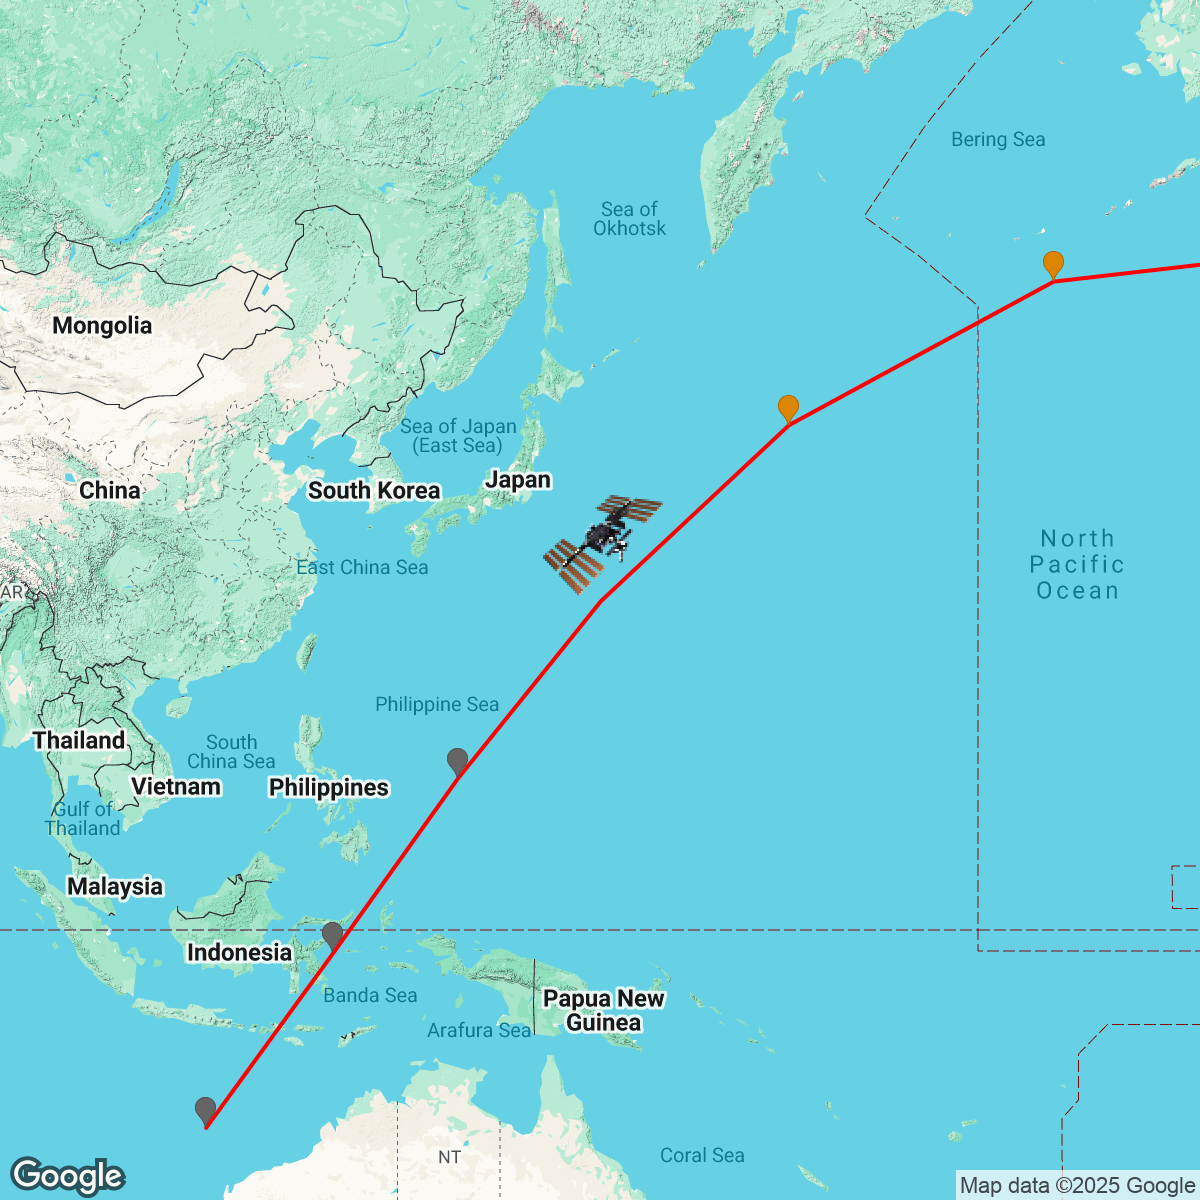 Bering Sea
Sea of
Okhotsk
Mongolia
Sea of Japan
(East Sea)
Japan
China
South Korea
North
Pacific
Ocean
East China Sea
AR
Philippine Sea
Thailand
South
China Sea
Vietnam
Philippines
Gulf of
Thailand
Malaysia
Indonesia
Banda Sea
Papua New
Guinea
Arafura Sea
NT
Coral Sea
Google
Map data ©2025 Google